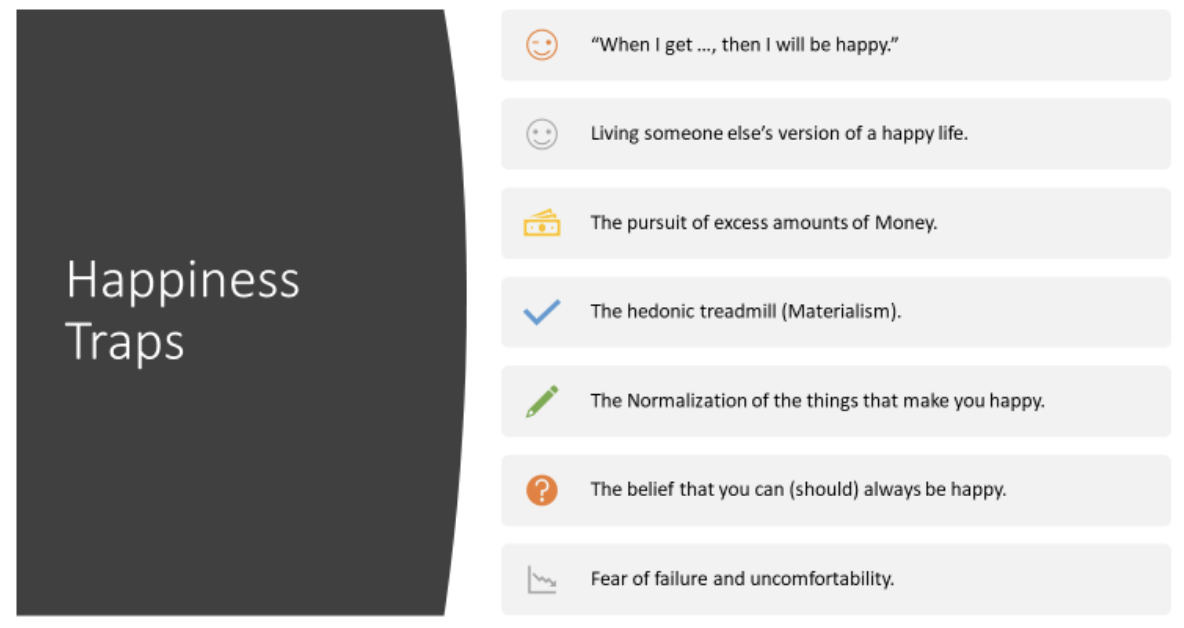 Happiness
Traps
“When I get …, then I will be happy.”
Living someone else’s version of a happy life.
The pursuit of excess amounts of Money.
The hedonic treadmill (Materialism).
The Normalization of the things that make you happy.
The belief that you can (should) always be happy.
Fear of failure and uncomfortability.